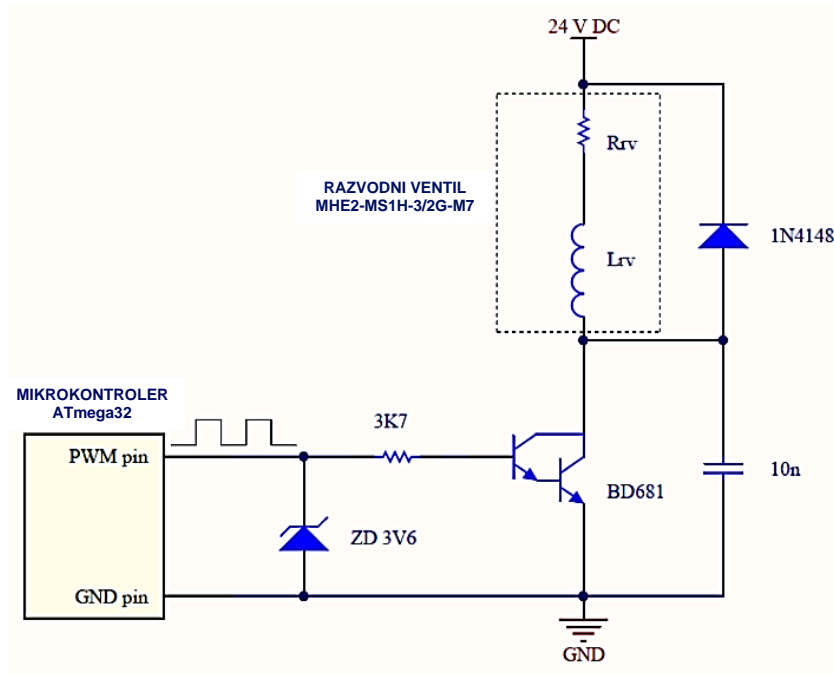 24 V DC
Rrv
RAZVODNI VENTIL
MHE2-MS1H-3/2G-M7
1N4148
Lrv
MIKROKONTROLER
ATmega32
3K7
PWM pin
10n
BD681
ZD 3V6
GND pin
GND